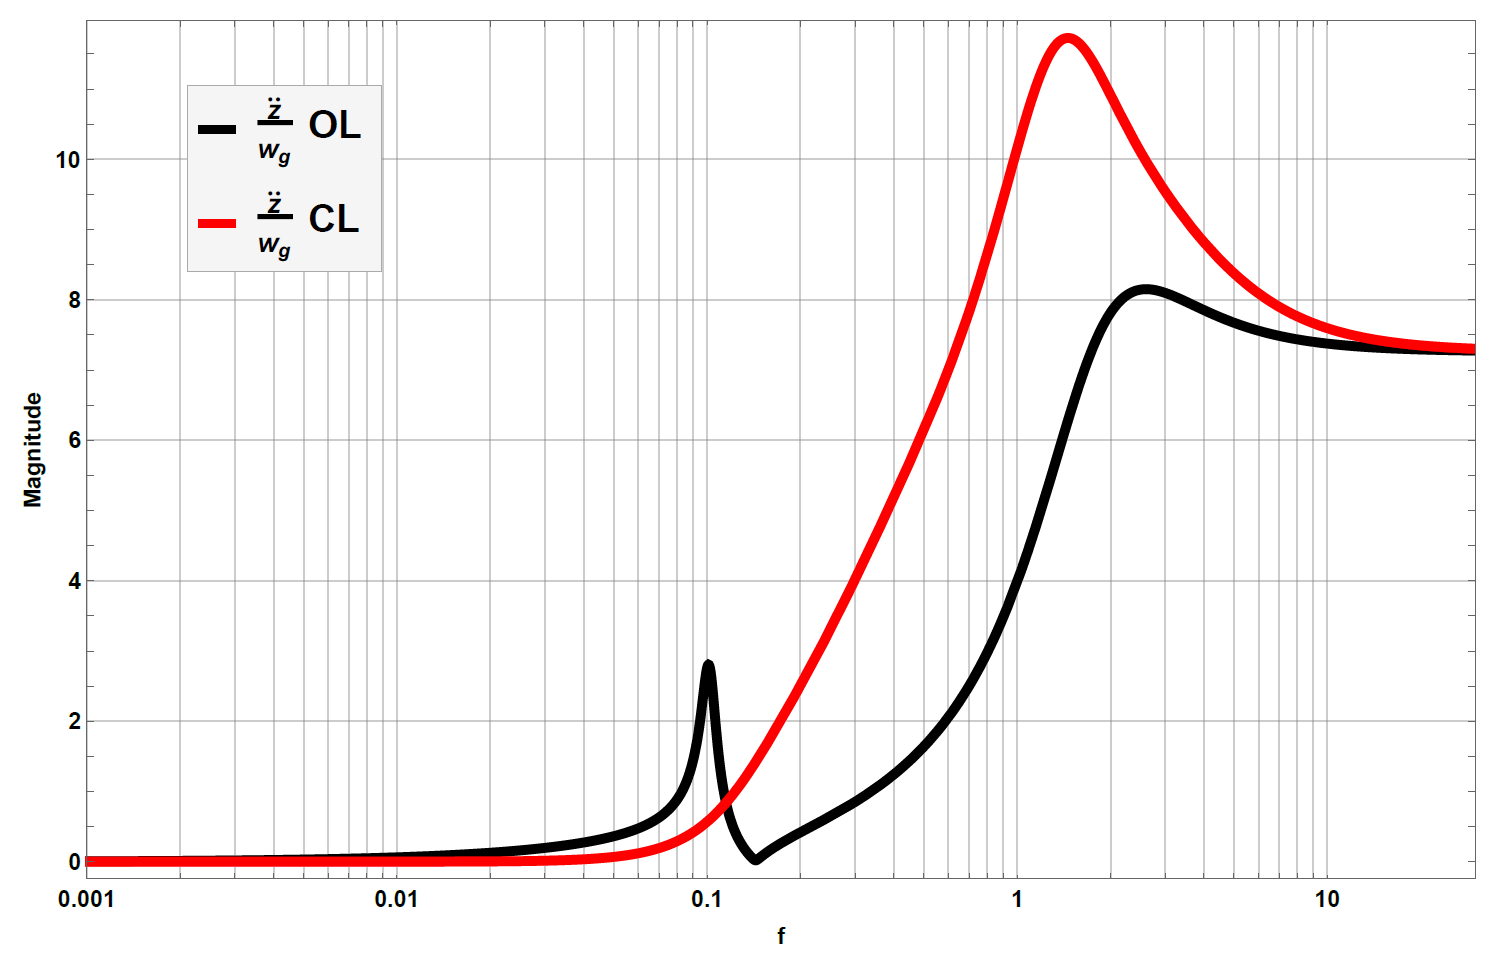 z̈
w_g OL
z̈
w_g CL
Magnitude
10
8
6
4
2
0
0.001 0.01 0.1 1 10
f